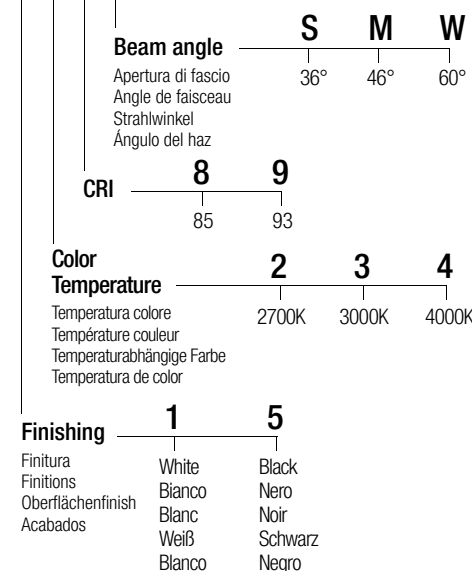 S M W
Beam angle
36° 46° 60°
Apertura di fascio
Angle de faisceau
Strahlwinkel
Ángulo del haz
8 9
CRI
85 93
Color
Temperature
2 3 4
2700K 3000K 4000K
Temperatura colore
Température couleur
Temperaturabhängige Farbe
Temperatura de color
1 5
Finishing
Finitura
Finitions
Oberflächenfinish
Acabados
White Black
Bianco Nero
Blanc Noir
Weiß Schwarz
Blanco Negro